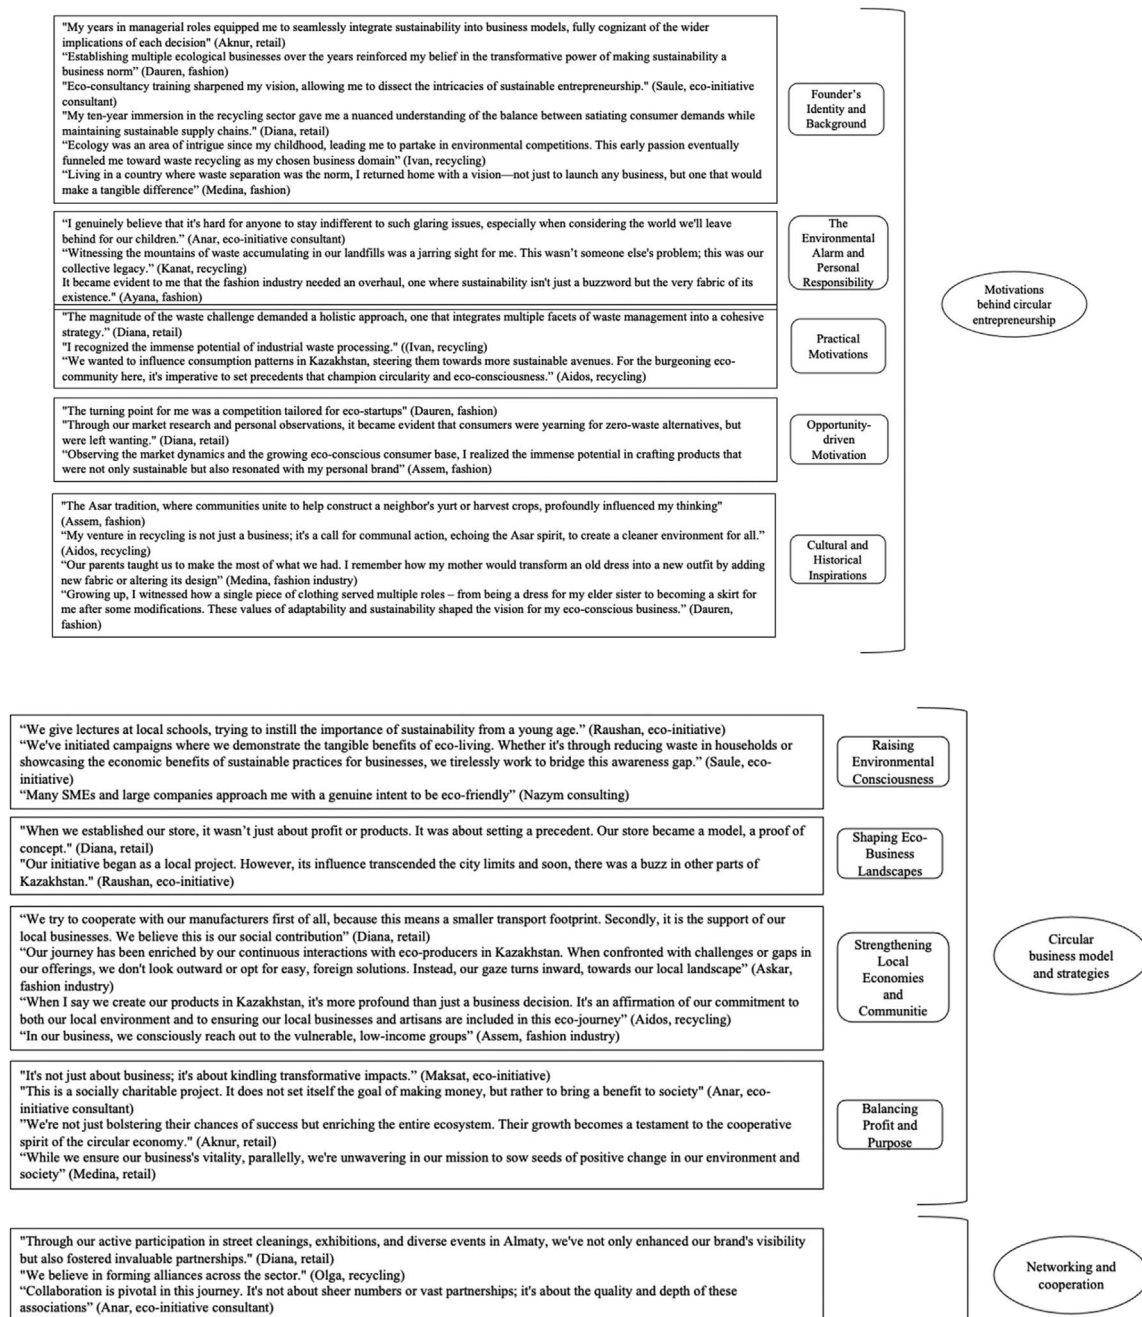 "My years in managerial roles equipped me to seamlessly integrate sustainability into business models, fully cognizant of the wider
implications of each decision" (Aknur, retail)
“Establishing multiple ecological businesses over the years reinforced my belief in the transformative power of making sustainability a
business norm” (Dauren, fashion)
"Eco-consultancy training sharpened my vision, allowing me to dissect the intricacies of sustainable entrepreneurship." (Saule, eco-initiative
consultant)
"My ten-year immersion in the recycling sector gave me a nuanced understanding of the balance between satiating consumer demands while
maintaining sustainable supply chains." (Diana, retail)
“Ecology was an area of intrigue since my childhood, leading me to partake in environmental competitions. This early passion eventually
funneled me toward waste recycling as my chosen business domain” (Ivan, recycling)
“Living in a country where waste separation was the norm, I returned home with a vision—not just to launch any business, but one that would
make a tangible difference” (Medina, fashion)
Founder’s
Identity and
Background
“I genuinely believe that it's hard for anyone to stay indifferent to such glaring issues, especially when considering the world we'll leave
behind for our children.” (Anar, eco-initiative consultant)
“Witnessing the mountains of waste accumulating in our landfills was a jarring sight for me. This wasn’t someone else's problem; this was our
collective legacy.” (Kanat, recycling)
It became evident to me that the fashion industry needed an overhaul, one where sustainability isn't just a buzzword but the very fabric of its
existence." (Ayana, fashion)
The
Environmental
Alarm and
Personal
Responsibility
"The magnitude of the waste challenge demanded a holistic approach, one that integrates multiple facets of waste management into a cohesive
strategy.” (Diana, retail)
"I recognized the immense potential of industrial waste processing." ((Ivan, recycling)
“We wanted to influence consumption patterns in Kazakhstan, steering them towards more sustainable avenues. For the burgeoning eco-
community here, it's imperative to set precedents that champion circularity and eco-consciousness.” (Aidos, recycling)
Practical
Motivations
"The turning point for me was a competition tailored for eco-startups" (Dauren, fashion)
"Through our market research and personal observations, it became evident that consumers were yearning for zero-waste alternatives, but
were left wanting." (Diana, retail)
“Observing the market dynamics and the growing eco-conscious consumer base, I realized the immense potential in crafting products that
were not only sustainable but also resonated with my personal brand” (Assem, fashion)
Opportunity-
driven
Motivation
"The Asar tradition, where communities unite to help construct a neighbor's yurt or harvest crops, profoundly influenced my thinking"
(Assem, fashion)
“My venture in recycling is not just a business; it's a call for communal action, echoing the Asar spirit, to create a cleaner environment for all.”
(Aidos, recycling)
“Our parents taught us to make the most of what we had. I remember how my mother would transform an old dress into a new outfit by adding
new fabric or altering its design” (Medina, fashion industry)
“Growing up, I witnessed how a single piece of clothing served multiple roles – from being a dress for my elder sister to becoming a skirt for
me after some modifications. These values of adaptability and sustainability shaped the vision for my eco-conscious business.” (Dauren,
fashion)
Cultural and
Historical
Inspirations
Motivations
behind circular
entrepreneurship
“We give lectures at local schools, trying to instill the importance of sustainability from a young age.” (Raushan, eco-initiative)
“We've initiated campaigns where we demonstrate the tangible benefits of eco-living. Whether it's through reducing waste in households or
showcasing the economic benefits of sustainable practices for businesses, we tirelessly work to bridge this awareness gap.” (Saule, eco-
initiative)
“Many SMEs and large companies approach me with a genuine intent to be eco-friendly” (Nazym consulting)
Raising
Environmental
Consciousness
"When we established our store, it wasn’t just about profit or products. It was about setting a precedent. Our store became a model, a proof of
concept." (Diana, retail)
"Our initiative began as a local project. However, its influence transcended the city limits and soon, there was a buzz in other parts of
Kazakhstan." (Raushan, eco-initiative)
Shaping Eco-
Business
Landscapes
“We try to cooperate with our manufacturers first of all, because this means a smaller transport footprint. Secondly, it is the support of our
local businesses. We believe this is our social contribution” (Diana, retail)
“Our journey has been enriched by our continuous interactions with eco-producers in Kazakhstan. When confronted with challenges or gaps in
our offerings, we don't look outward or opt for easy, foreign solutions. Instead, our gaze turns inward, towards our local landscape” (Askar,
fashion industry)
“When I say we create our products in Kazakhstan, it's more profound than just a business decision. It's an affirmation of our commitment to
both our local environment and to ensuring our local businesses and artisans are included in this eco-journey” (Aidos, recycling)
“In our business, we consciously reach out to the vulnerable, low-income groups” (Assem, fashion industry)
Strengthening
Local
Economies
and
Communitie
"It's not just about business; it's about kindling transformative impacts.” (Maksat, eco-initiative)
"This is a socially charitable project. It does not set itself the goal of making money, but rather to bring a benefit to society" (Anar, eco-
initiative consultant)
”We're not just bolstering their chances of success but enriching the entire ecosystem. Their growth becomes a testament to the cooperative
spirit of the circular economy." (Aknur, retail)
“While we ensure our business's vitality, parallelly, we're unwavering in our mission to sow seeds of positive change in our environment and
society” (Medina, retail)
Balancing
Profit and
Purpose
Circular
business model
and strategies
"Through our active participation in street cleanings, exhibitions, and diverse events in Almaty, we've not only enhanced our brand's visibility
but also fostered invaluable partnerships." (Diana, retail)
"We believe in forming alliances across the sector." (Olga, recycling)
“Collaboration is pivotal in this journey. It's not about sheer numbers or vast partnerships; it's about the quality and depth of these
associations” (Anar, eco-initiative consultant)
Networking and
cooperation